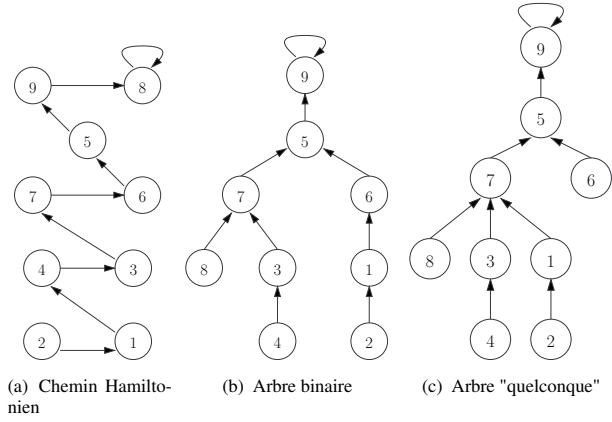 9 8
5
7 6
4 3
2 1
(a) Chemin Hamilto-
nien
9
5
7 6
8 3 1
4 2
(b) Arbre binaire
9
5
7 6
8 3 1
4 2
(c) Arbre "quelconque"